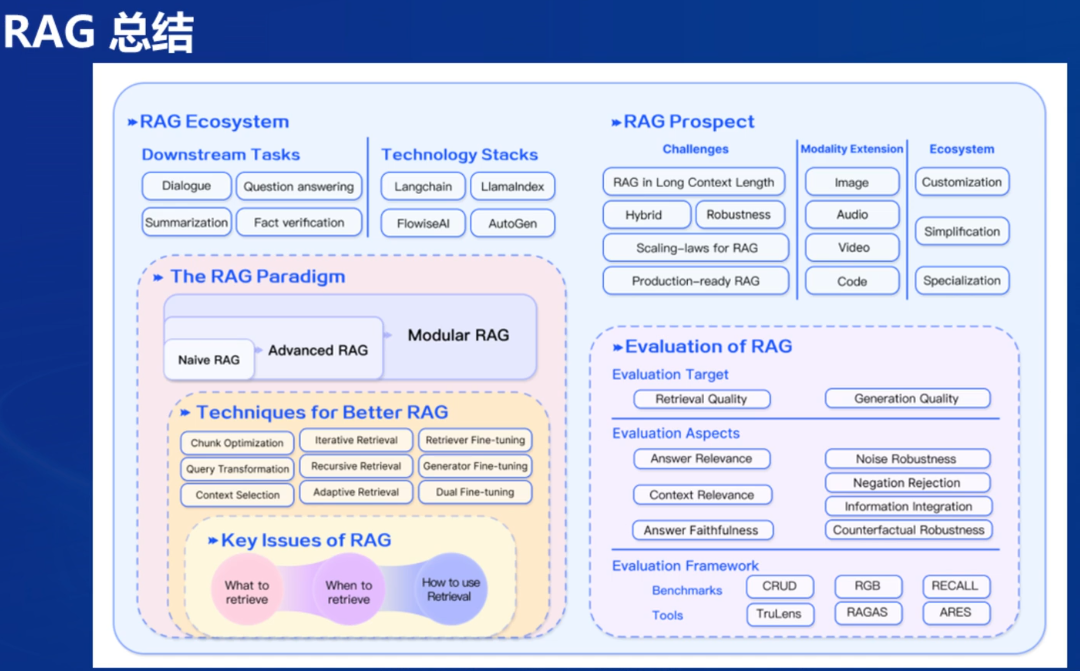 RAG 总结
RAG Ecosystem
Downstream Tasks
Dialogue
Question answering
Summarization
Fact verification
Technology Stacks
Langchain
LlamaIndex
FlowiseAI
AutoGen
The RAG Paradigm
Naive RAG
Advanced RAG
Modular RAG
Techniques for Better RAG
Chunk Optimization
Iterative Retrieval
Retriever Fine-tuning
Query Transformation
Recursive Retrieval
Generator Fine-tuning
Context Selection
Adaptive Retrieval
Dual Fine-tuning
Key Issues of RAG
What to
retrieve
When to
retrieve
How to use
Retrieval
RAG Prospect
Challenges
RAG in Long Context Length
Hybrid
Robustness
Scaling-laws for RAG
Production-ready RAG
Modality Extension
Image
Audio
Video
Code
Ecosystem
Customization
Simplification
Specialization
Evaluation of RAG
Evaluation Target
Retrieval Quality
Generation Quality
Evaluation Aspects
Answer Relevance
Context Relevance
Answer Faithfulness
Noise Robustness
Negation Rejection
Information Integration
Counterfactual Robustness
Evaluation Framework
Benchmarks
CRUD
RGB
RECALL
Tools
TruLens
RAGAS
ARES